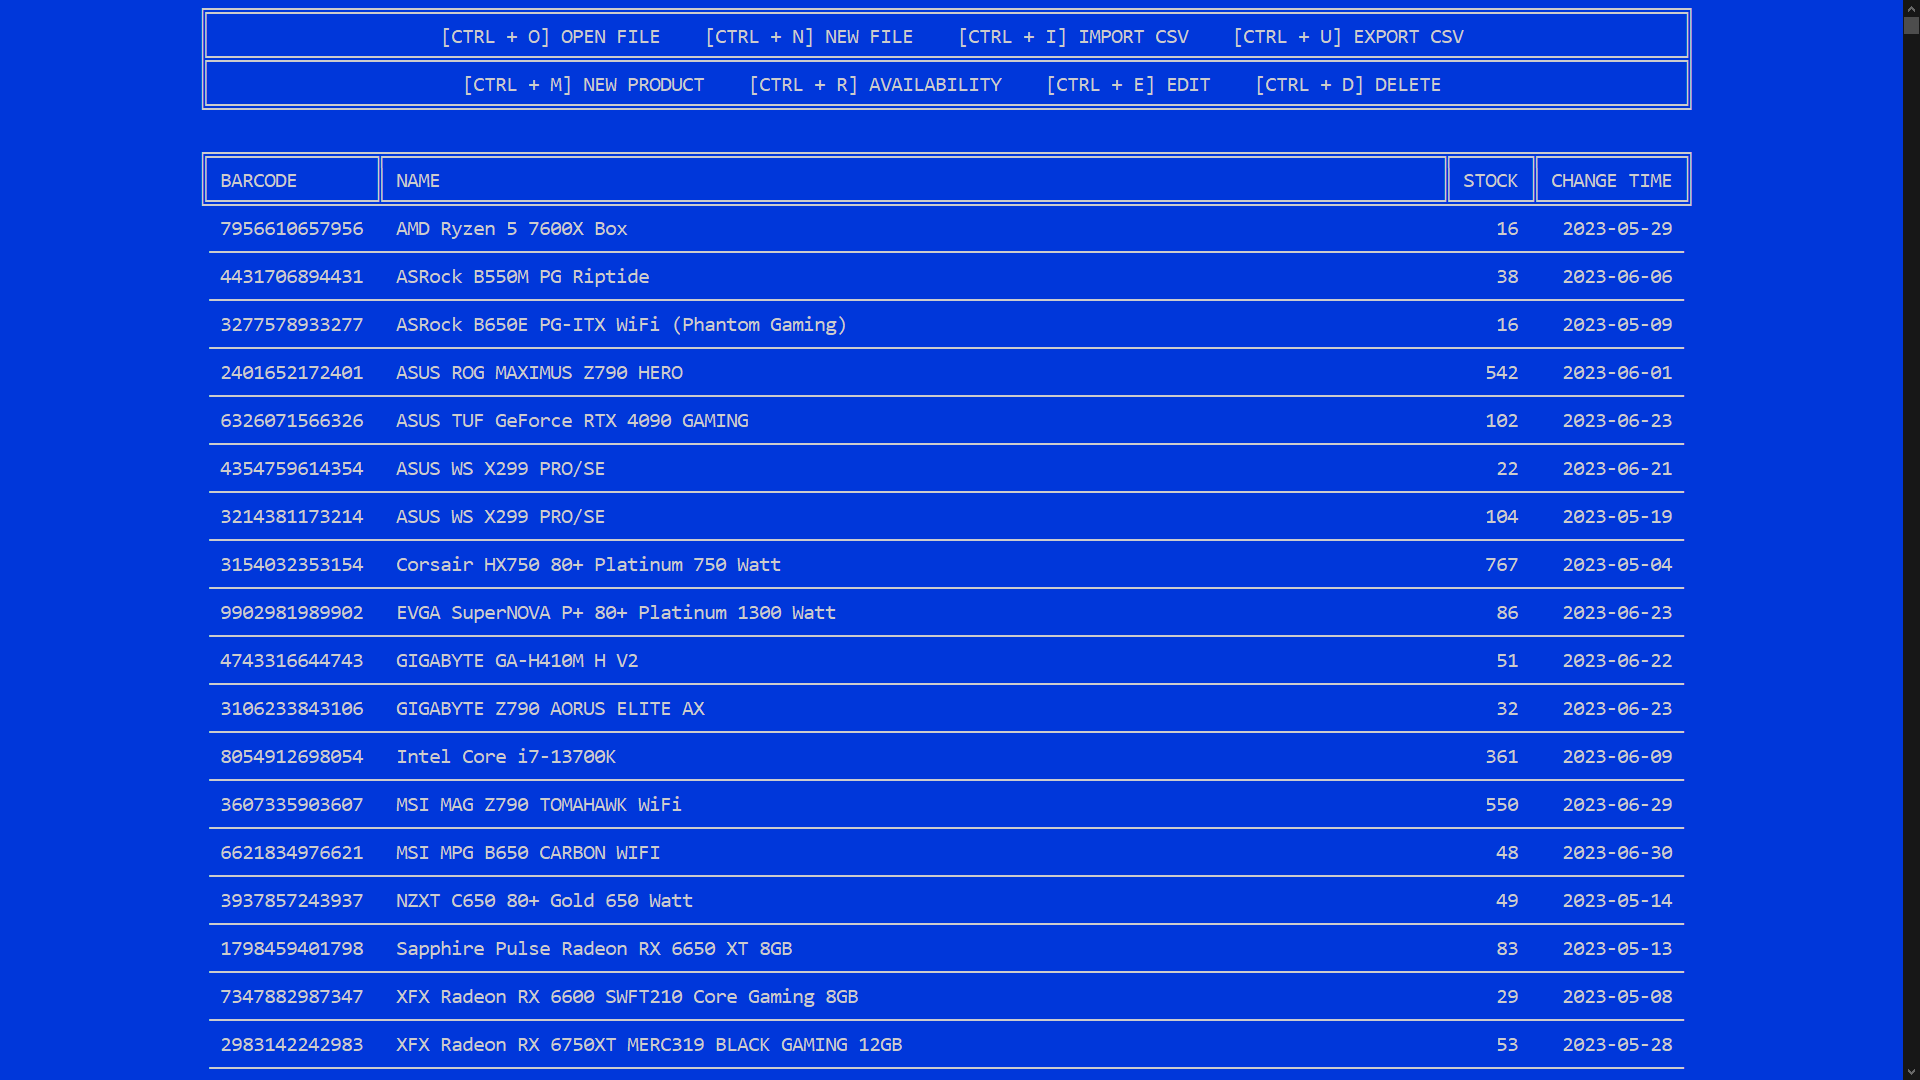 [CTRL + O] OPEN FILE [CTRL + N] NEW FILE [CTRL + I] IMPORT CSV [CTRL + U] EXPORT CSV
[CTRL + M] NEW PRODUCT [CTRL + R] AVAILABILITY [CTRL + E] EDIT [CTRL + D] DELETE
BARCODE NAME STOCK CHANGE TIME
7956610657956 AMD Ryzen 5 7600X Box 16 2023-05-29
4431706894431 ASRock B550M PG Riptide 38 2023-06-06
3277578933277 ASRock B650E PG-ITX WiFi (Phantom Gaming) 16 2023-05-09
2401652172401 ASUS ROG MAXIMUS Z790 HERO 542 2023-06-01
6326071566326 ASUS TUF GeForce RTX 4090 GAMING 102 2023-06-23
4354759614354 ASUS WS X299 PRO/SE 22 2023-06-21
3214381173214 ASUS WS X299 PRO/SE 104 2023-05-19
3154032353154 Corsair HX750 80+ Platinum 750 Watt 767 2023-05-04
9902981989902 EVGA SuperNOVA P+ 80+ Platinum 1300 Watt 86 2023-06-23
4743316644743 GIGABYTE GA-H410M H V2 51 2023-06-22
3106233843106 GIGABYTE Z790 AORUS ELITE AX 32 2023-06-23
8054912698054 Intel Core i7-13700K 361 2023-06-09
3607335903607 MSI MAG Z790 TOMAHAWK WiFi 550 2023-06-29
6621834976621 MSI MPG B650 CARBON WIFI 48 2023-06-30
3937857243937 NZXT C650 80+ Gold 650 Watt 49 2023-05-14
1798459401798 Sapphire Pulse Radeon RX 6650 XT 8GB 83 2023-05-13
7347882987347 XFX Radeon RX 6600 SWFT210 Core Gaming 8GB 29 2023-05-08
2983142242983 XFX Radeon RX 6750XT MERC319 BLACK GAMING 12GB 53 2023-05-28